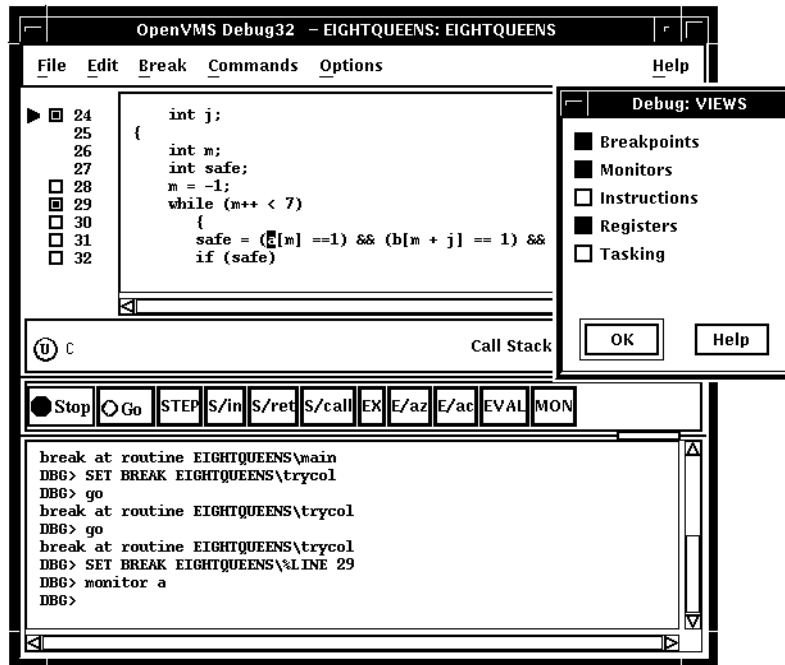 OpenVMS Debug32 – EIGHTQUEENS: EIGHTQUEENS
File Edit Break Commands Options Help
24 int j;
25 {
26 int m;
27 int safe;
28 m = -1;
29 while (m++ < 7)
30 {
31 safe = (a[m] ==1) && (b[m + j] == 1) &&
32 if (safe)
Debug: VIEWS
Breakpoints
Monitors
Instructions
Registers
Tasking
OK Help
U C Call Stack
Stop Go STEP S/in S/ret S/call EX E/az E/ac EVAL MON
break at routine EIGHTQUEENS\main
DBG> SET BREAK EIGHTQUEENS\trycol
DBG> go
break at routine EIGHTQUEENS\trycol
DBG> go
break at routine EIGHTQUEENS\trycol
DBG> SET BREAK EIGHTQUEENS\%LINE 29
DBG> monitor a
DBG>